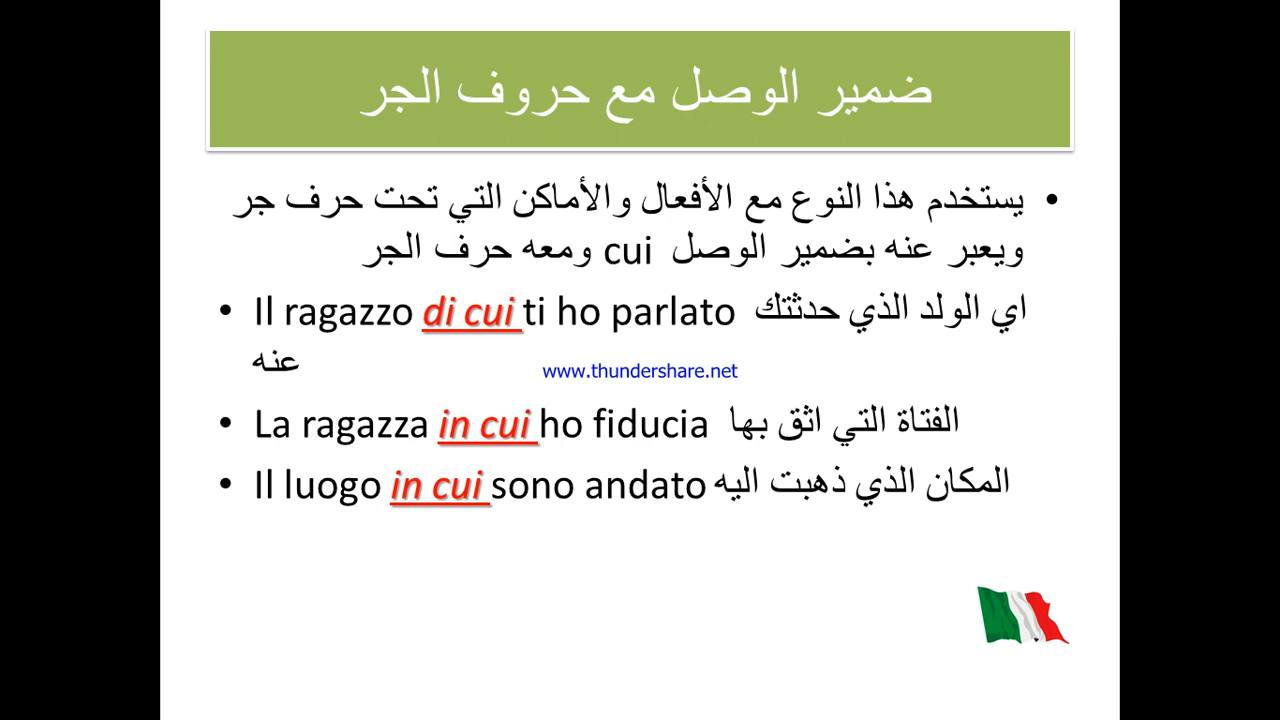 ضمير الوصل مع حروف الجر
• يستخدم هذا النوع مع الأفعال والأماكن التي تحت حرف جر
ويعبر عنه بضمير الوصل cui ومعه حرف الجر
• Il ragazzo di cui ti ho parlato اي الولد الذي حدثتك
عنه
www.thundershare.net
• La ragazza in cui ho fiducia الفتاة التي اثق بها
• Il luogo in cui sono andato المكان الذي ذهبت اليه